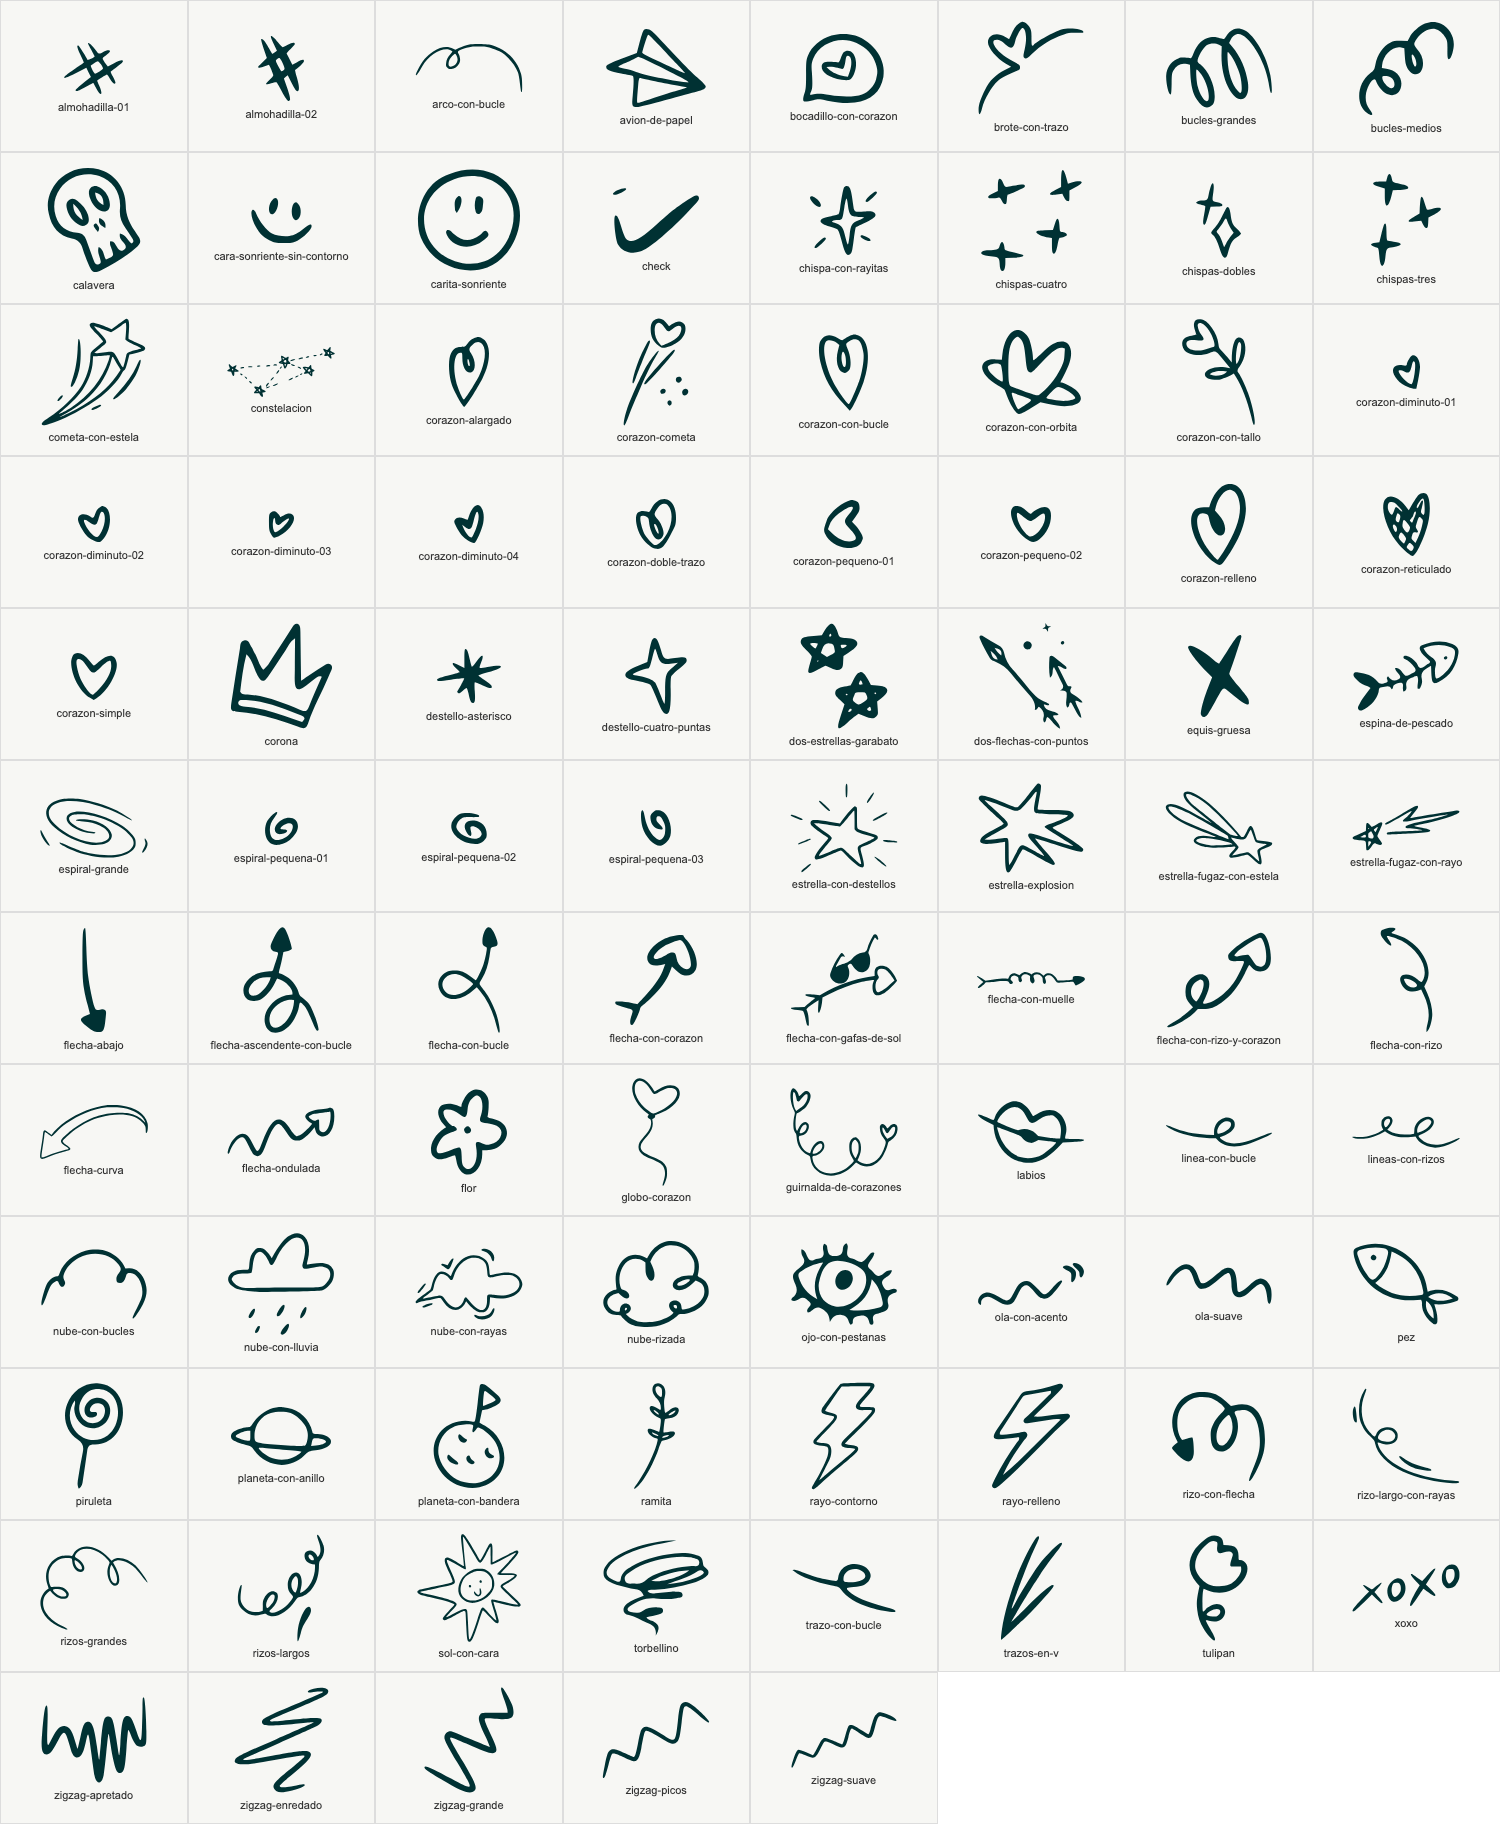 almohadilla-01
almohadilla-02
arco-con-bucle
avion-de-papel
bocadillo-con-corazon
brote-con-trazo
bucles-grandes
bucles-medios
calavera
cara-sonriente-sin-contorno
carita-sonriente
check
chispa-con-rayitas
chispas-cuatro
chispas-dobles
chispas-tres
cometa-con-estela
constelacion
corazon-alargado
corazon-cometa
corazon-con-bucle
corazon-con-orbita
corazon-con-tallo
corazon-diminuto-01
corazon-diminuto-02
corazon-diminuto-03
corazon-diminuto-04
corazon-doble-trazo
corazon-pequeno-01
corazon-pequeno-02
corazon-relleno
corazon-reticulado
corazon-simple
corona
destello-asterisco
destello-cuatro-puntas
dos-estrellas-garabato
dos-flechas-con-puntos
equis-gruesa
espina-de-pescado
espiral-grande
espiral-pequena-01
espiral-pequena-02
espiral-pequena-03
estrella-con-destellos
estrella-explosion
estrella-fugaz-con-estela
estrella-fugaz-con-rayo
flecha-abajo
flecha-ascendente-con-bucle
flecha-con-bucle
flecha-con-corazon
flecha-con-gafas-de-sol
flecha-con-muelle
flecha-con-rizo-y-corazon
flecha-con-rizo
flecha-curva
flecha-ondulada
flor
globo-corazon
guirnalda-de-corazones
labios
linea-con-bucle
lineas-con-rizos
nube-con-bucles
nube-con-lluvia
nube-con-rayas
nube-rizada
ojo-con-pestanas
ola-con-acento
ola-suave
pez
piruleta
planeta-con-anillo
planeta-con-bandera
ramita
rayo-contorno
rayo-relleno
rizo-con-flecha
rizo-largo-con-rayas
rizos-grandes
rizos-largos
sol-con-cara
torbellino
trazo-con-bucle
trazos-en-v
tulipan
xoxo
xoxo
zigzag-apretado
zigzag-enredado
zigzag-grande
zigzag-picos
zigzag-suave